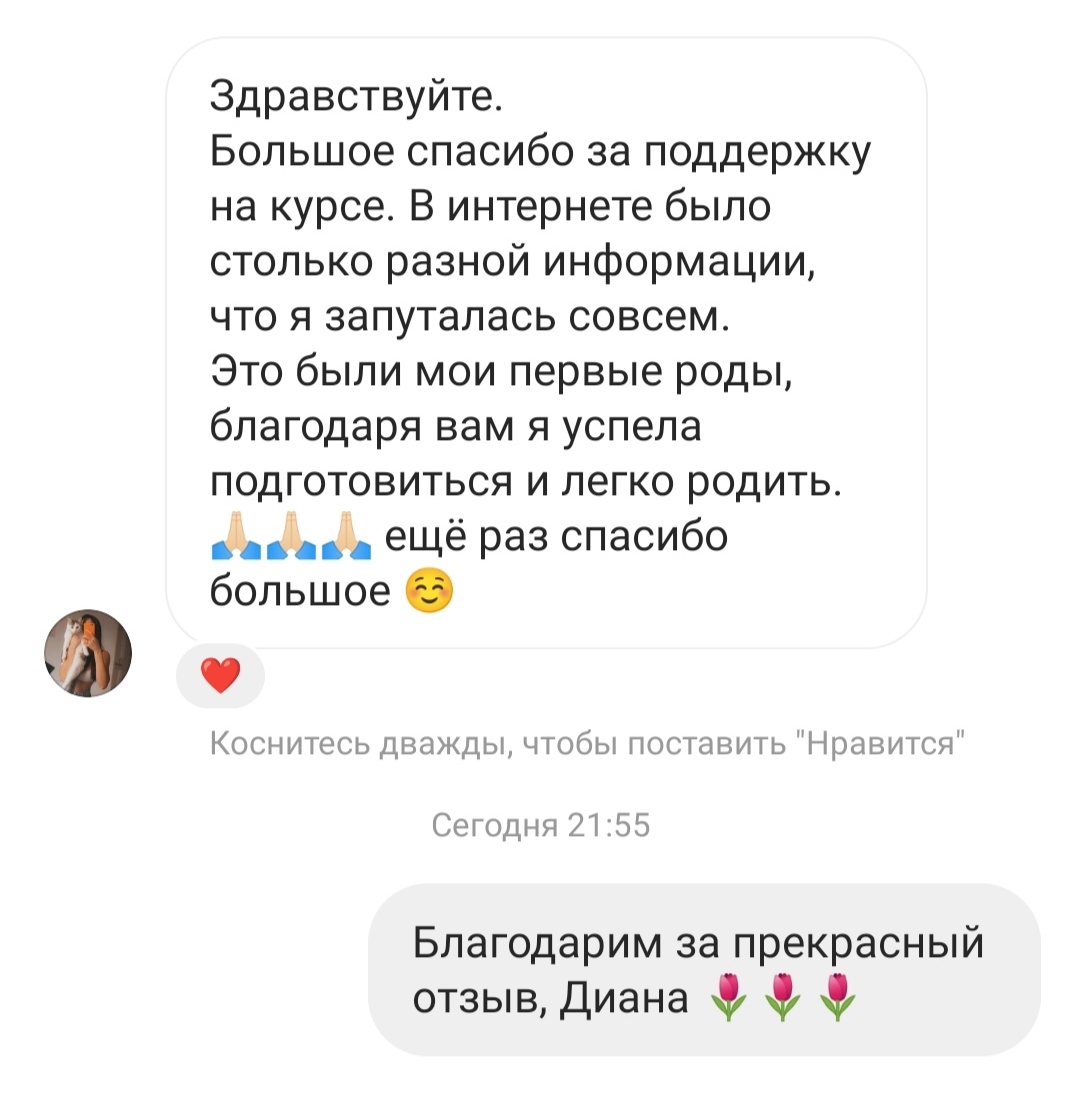 Здравствуйте.
Большое спасибо за поддержку
на курсе. В интернете было
столько разной информации,
что я запуталась совсем.
Это были мои первые роды,
благодаря вам я успела
подготовиться и легко родить.
🙏🏻🙏🏻🙏🏻 ещё раз спасибо
большое ☺️
❤️
Коснитесь дважды, чтобы поставить "Нравится"
Сегодня 21:55
Благодарим за прекрасный
отзыв, Диана 🌷🌷🌷